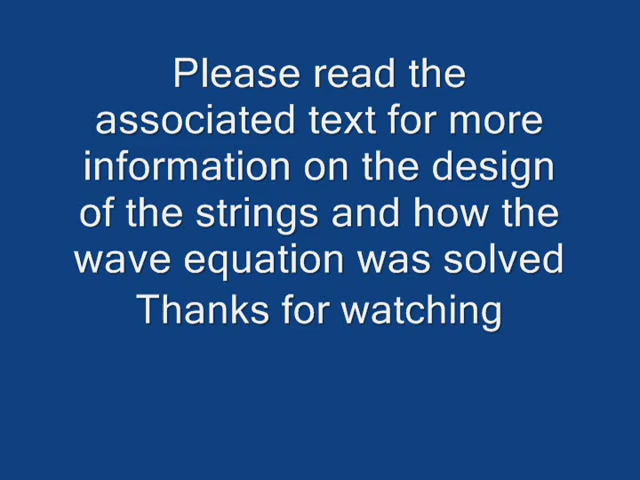 Please read the
associated text for more
information on the design
of the strings and how the
wave equation was solved
Thanks for watching